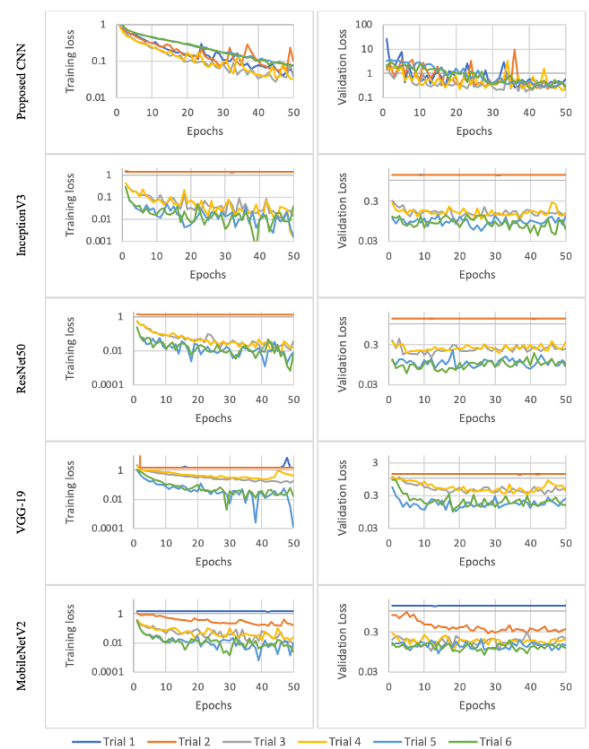 Proposed CNN
Training loss
1
0.1
0.01
0 10 20 30 40 50
Epochs
Validation Loss
100
10
1
0.1
0 10 20 30 40 50
Epochs
InceptionV3
Training loss
1
0.1
0.01
0.001
0 10 20 30 40 50
Epochs
Validation Loss
0.3
0.03
0 10 20 30 40 50
Epochs
ResNet50
Training loss
1
0.01
0.0001
0 10 20 30 40 50
Epochs
Validation Loss
0.3
0.03
0 10 20 30 40 50
Epochs
VGG-19
Training loss
1
0.01
0.0001
0 10 20 30 40 50
Epochs
Validation Loss
3
0.3
0.03
0 10 20 30 40 50
Epochs
MobileNetV2
Training loss
1
0.01
0.0001
0 10 20 30 40 50
Epochs
Validation Loss
0.3
0.03
0 10 20 30 40 50
Epochs
Trial 1 Trial 2 Trial 3 Trial 4 Trial 5 Trial 6